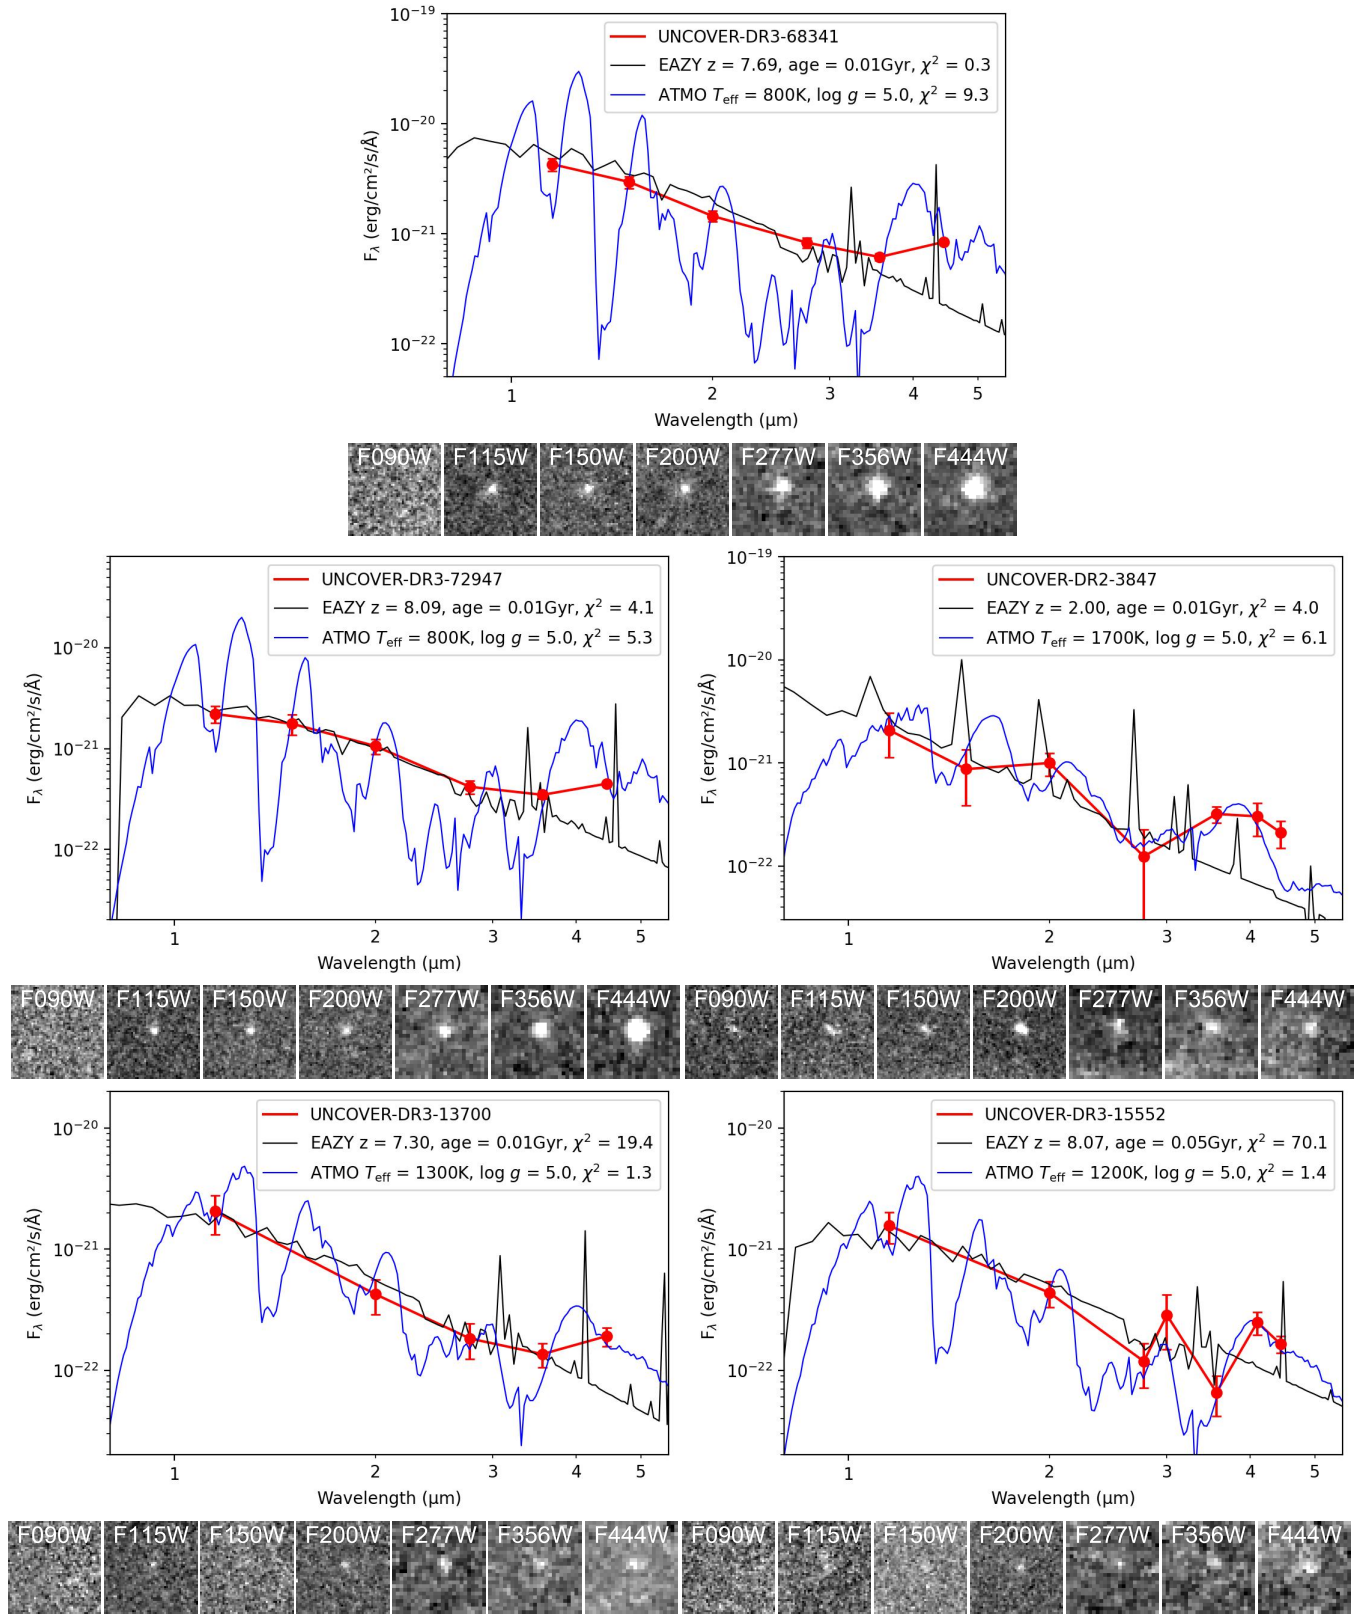 10⁻¹⁹
10⁻²⁰
10⁻²¹
10⁻²²
Fλ (erg/cm²/s/Å)
UNCOVER-DR3-68341
EAZY z = 7.69, age = 0.01Gyr, χ² = 0.3
ATMO Teff = 800K, log g = 5.0, χ² = 9.3
1 2 3 4 5
Wavelength (μm)
F090W F115W F150W F200W F277W F356W F444W
10⁻²⁰
10⁻²¹
10⁻²²
Fλ (erg/cm²/s/Å)
UNCOVER-DR3-72947
EAZY z = 8.09, age = 0.01Gyr, χ² = 4.1
ATMO Teff = 800K, log g = 5.0, χ² = 5.3
1 2 3 4 5
Wavelength (μm)
10⁻¹⁹
10⁻²⁰
10⁻²¹
10⁻²²
Fλ (erg/cm²/s/Å)
UNCOVER-DR2-3847
EAZY z = 2.00, age = 0.01Gyr, χ² = 4.0
ATMO Teff = 1700K, log g = 5.0, χ² = 6.1
1 2 3 4 5
Wavelength (μm)
F090W F115W F150W F200W F277W F356W F444W F090W F115W F150W F200W F277W F356W F444W
10⁻²⁰
10⁻²¹
10⁻²²
Fλ (erg/cm²/s/Å)
UNCOVER-DR3-13700
EAZY z = 7.30, age = 0.01Gyr, χ² = 19.4
ATMO Teff = 1300K, log g = 5.0, χ² = 1.3
1 2 3 4 5
Wavelength (μm)
10⁻²⁰
10⁻²¹
10⁻²²
Fλ (erg/cm²/s/Å)
UNCOVER-DR3-15552
EAZY z = 8.07, age = 0.05Gyr, χ² = 70.1
ATMO Teff = 1200K, log g = 5.0, χ² = 1.4
1 2 3 4 5
Wavelength (μm)
F090W F115W F150W F200W F277W F356W F444W F090W F115W F150W F200W F277W F356W F444W